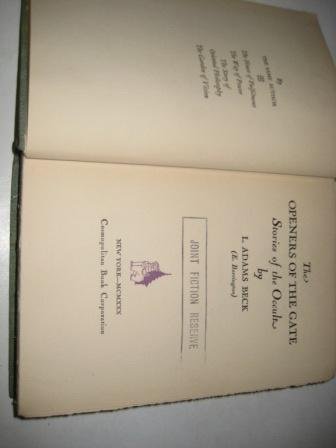 By
THE SAME AUTHOR
The House of Fulfilment
The Way of Power
The Story of
Oriental Philosophy
The Garden of Vision
The
OPENERS OF THE GATE
Stories of the Occult
by
L. ADAMS BECK
(E. Barrington)
JOINT FICTION RESERVE
NEW YORK—MCMXXX
Cosmopolitan Book Corporation